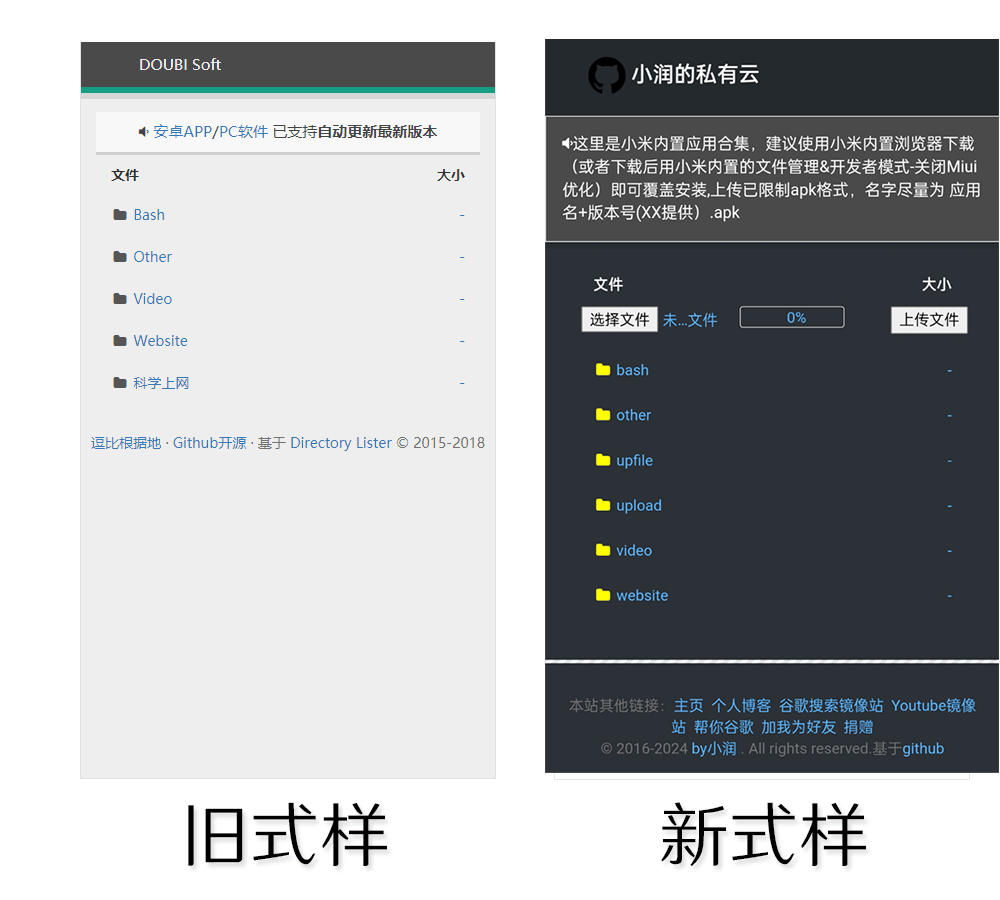 DOUBI Soft
安卓APP/PC软件 已支持自动更新最新版本
文件 大小
Bash -
Other -
Video -
Website -
科学上网 -
逗比根据地 · Github开源 · 基于 Directory Lister © 2015-2018
旧式样
小润的私有云
这里是小米内置应用合集，建议使用小米内置浏览器下载
（或者下载后用小米内置的文件管理&开发者模式-关闭Miui
优化）即可覆盖安装,上传已限制apk格式，名字尽量为 应用
名+版本号(XX提供）.apk
文件 大小
选择文件 未...文件 0% 上传文件
bash -
other -
upfile -
upload -
video -
website -
本站其他链接：主页 个人博客 谷歌搜索镜像站 Youtube镜像
站 帮你谷歌 加我为好友 捐赠
© 2016-2024 by小润 . All rights reserved.基于github
新式样